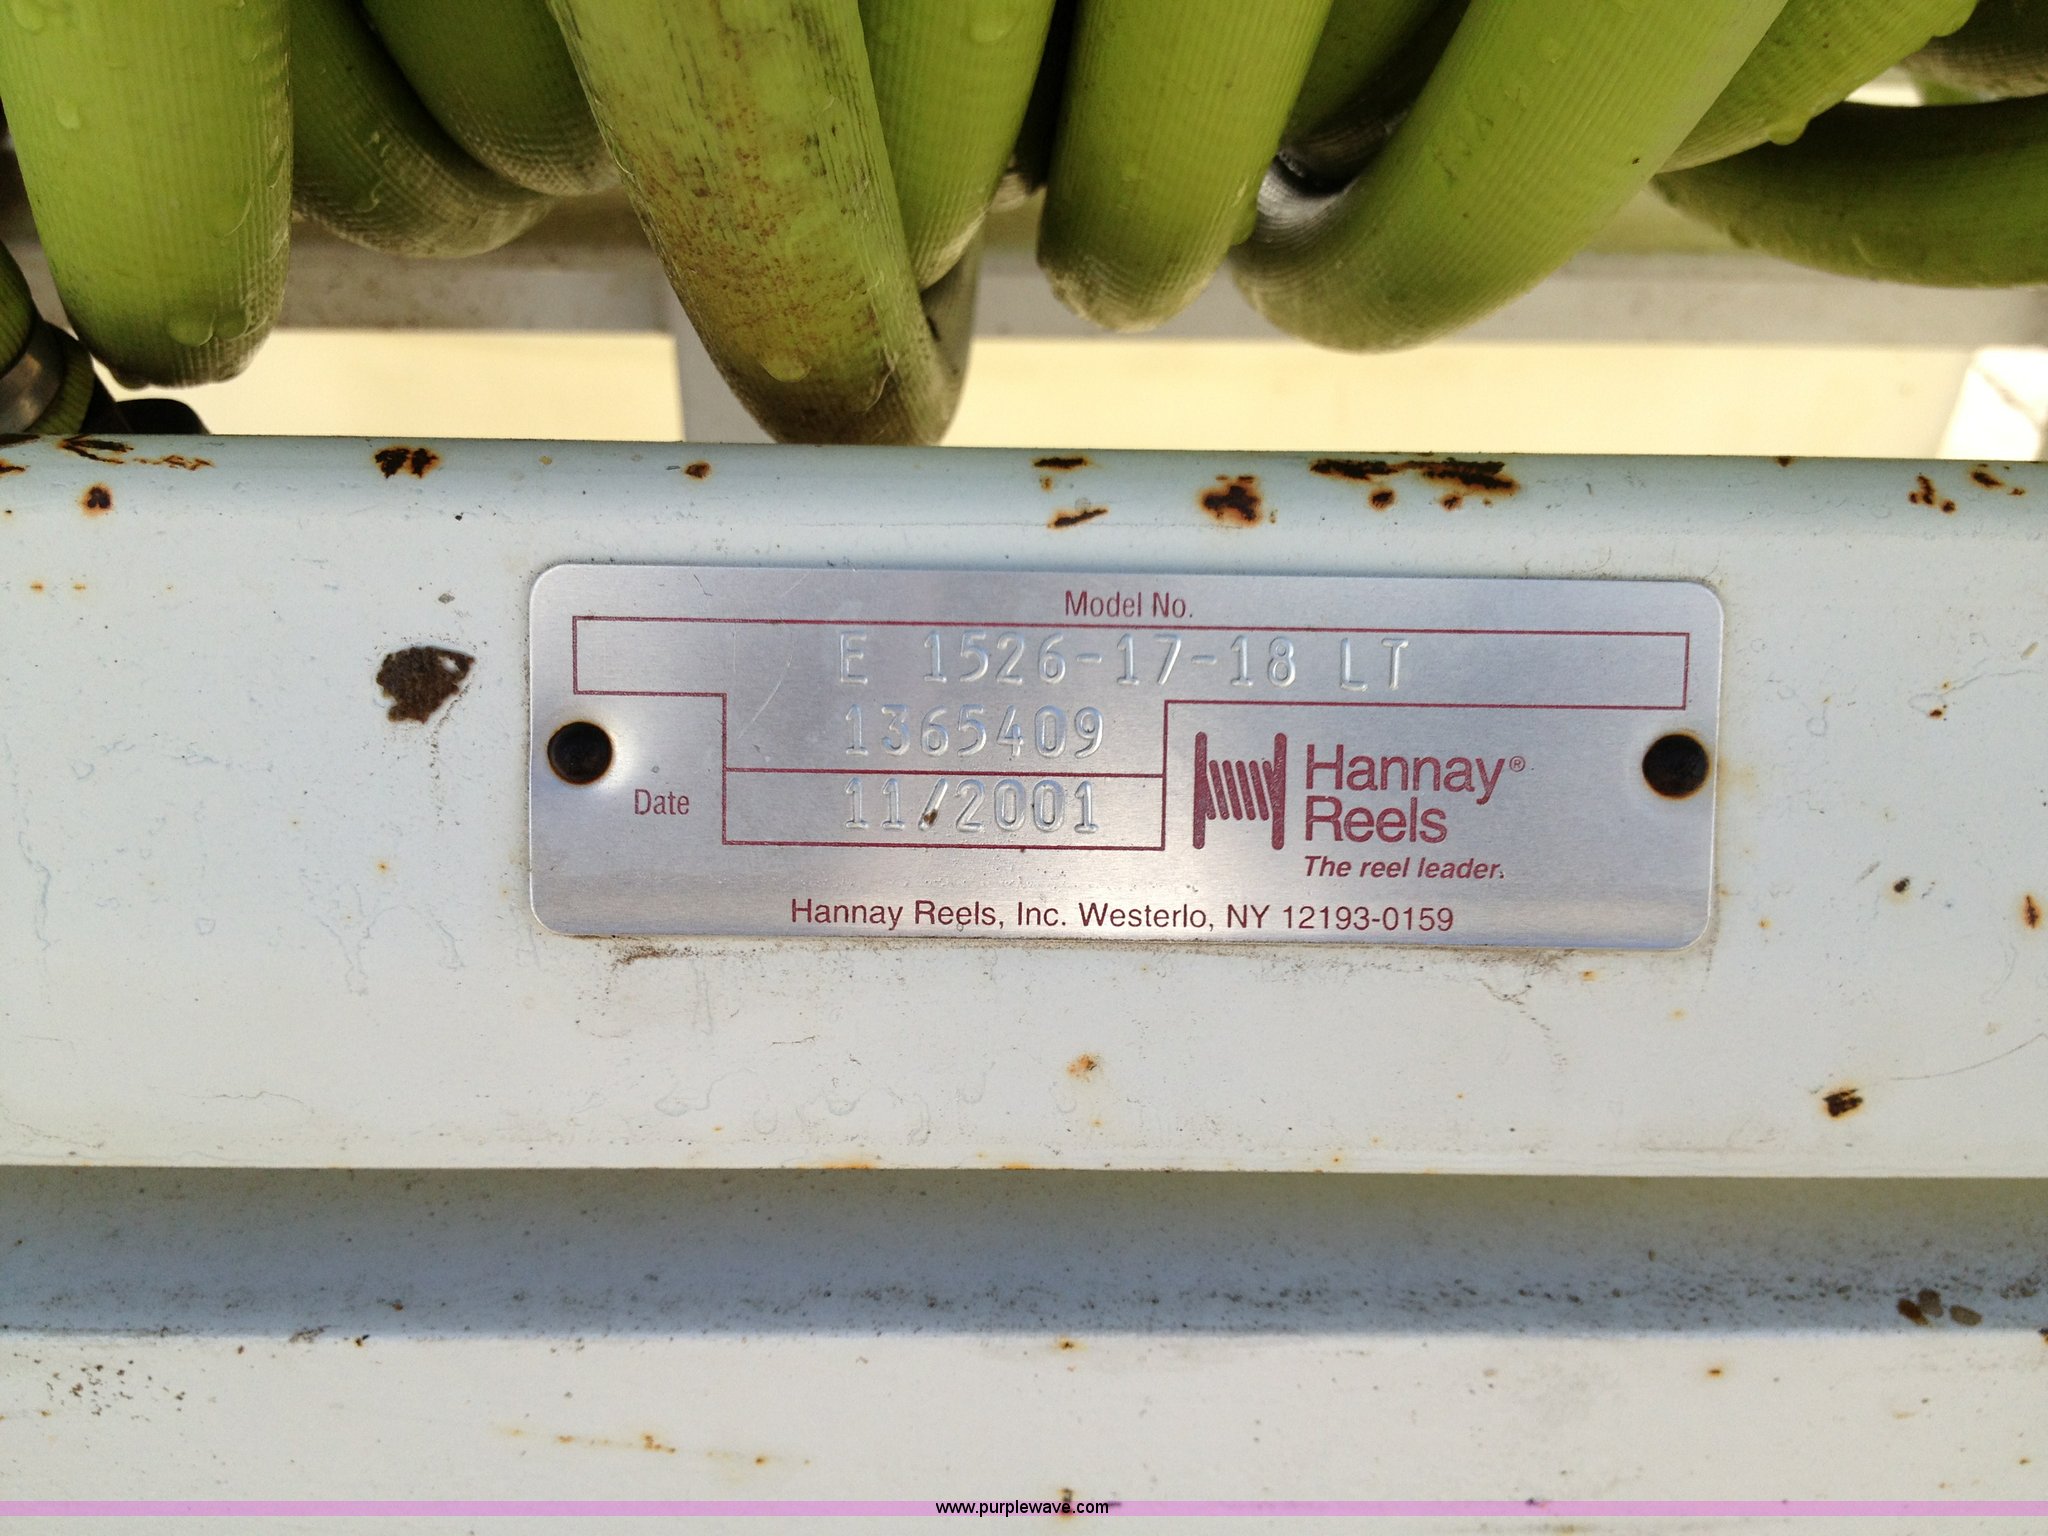 Model No.
E 1526-17-18 LT
1365409
Date 11/2001
Hannay®
Reels
The reel leader.
Hannay Reels, Inc. Westerlo, NY 12193-0159
www.purplewave.com